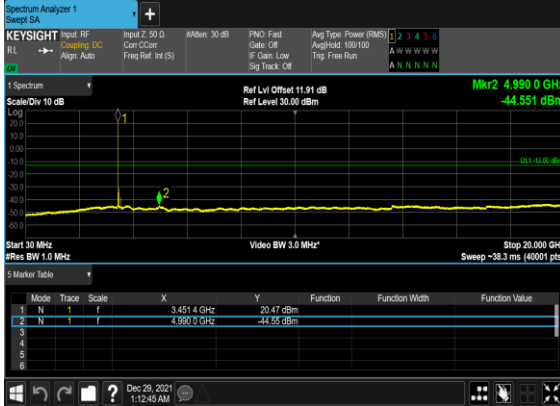 Spectrum Analyzer 1
Swept SA
+
KEYSIGHT
RL
Input: RF
Coupling: DC
Align: Auto
Input Z: 50 Ω
Corr CCorr
Freq Ref: Int (S)
#Atten: 30 dB
PNO: Fast
Gate: Off
IF Gain: Low
Sig Track: Off
Avg Type: Power (RMS)
Avg|Hold: 100/100
Trig: Free Run
1 2 3 4 5 6
A W W W W W
A N N N N N
1 Spectrum
Scale/Div 10 dB
Ref Lvl Offset 11.91 dB
Ref Level 30.00 dBm
Mkr2 4.990 0 GHz
-44.551 dBm
Log
20.0
10.0
0.00
-10.0
-20.0
-30.0
-40.0
-50.0
-60.0
1
2
DL1 -13.00 dBm
Start 30 MHz
#Res BW 1.0 MHz
Video BW 3.0 MHz*
Stop 20.000 GHz
Sweep ~38.3 ms (40001 pts)
5 Marker Table
Mode Trace Scale X Y Function Function Width Function Value
1 N 1 f 3.451 4 GHz 20.47 dBm
2 N 1 f 4.990 0 GHz -44.55 dBm
3
4
5
6
?
Dec 29, 2021
1:12:45 AM